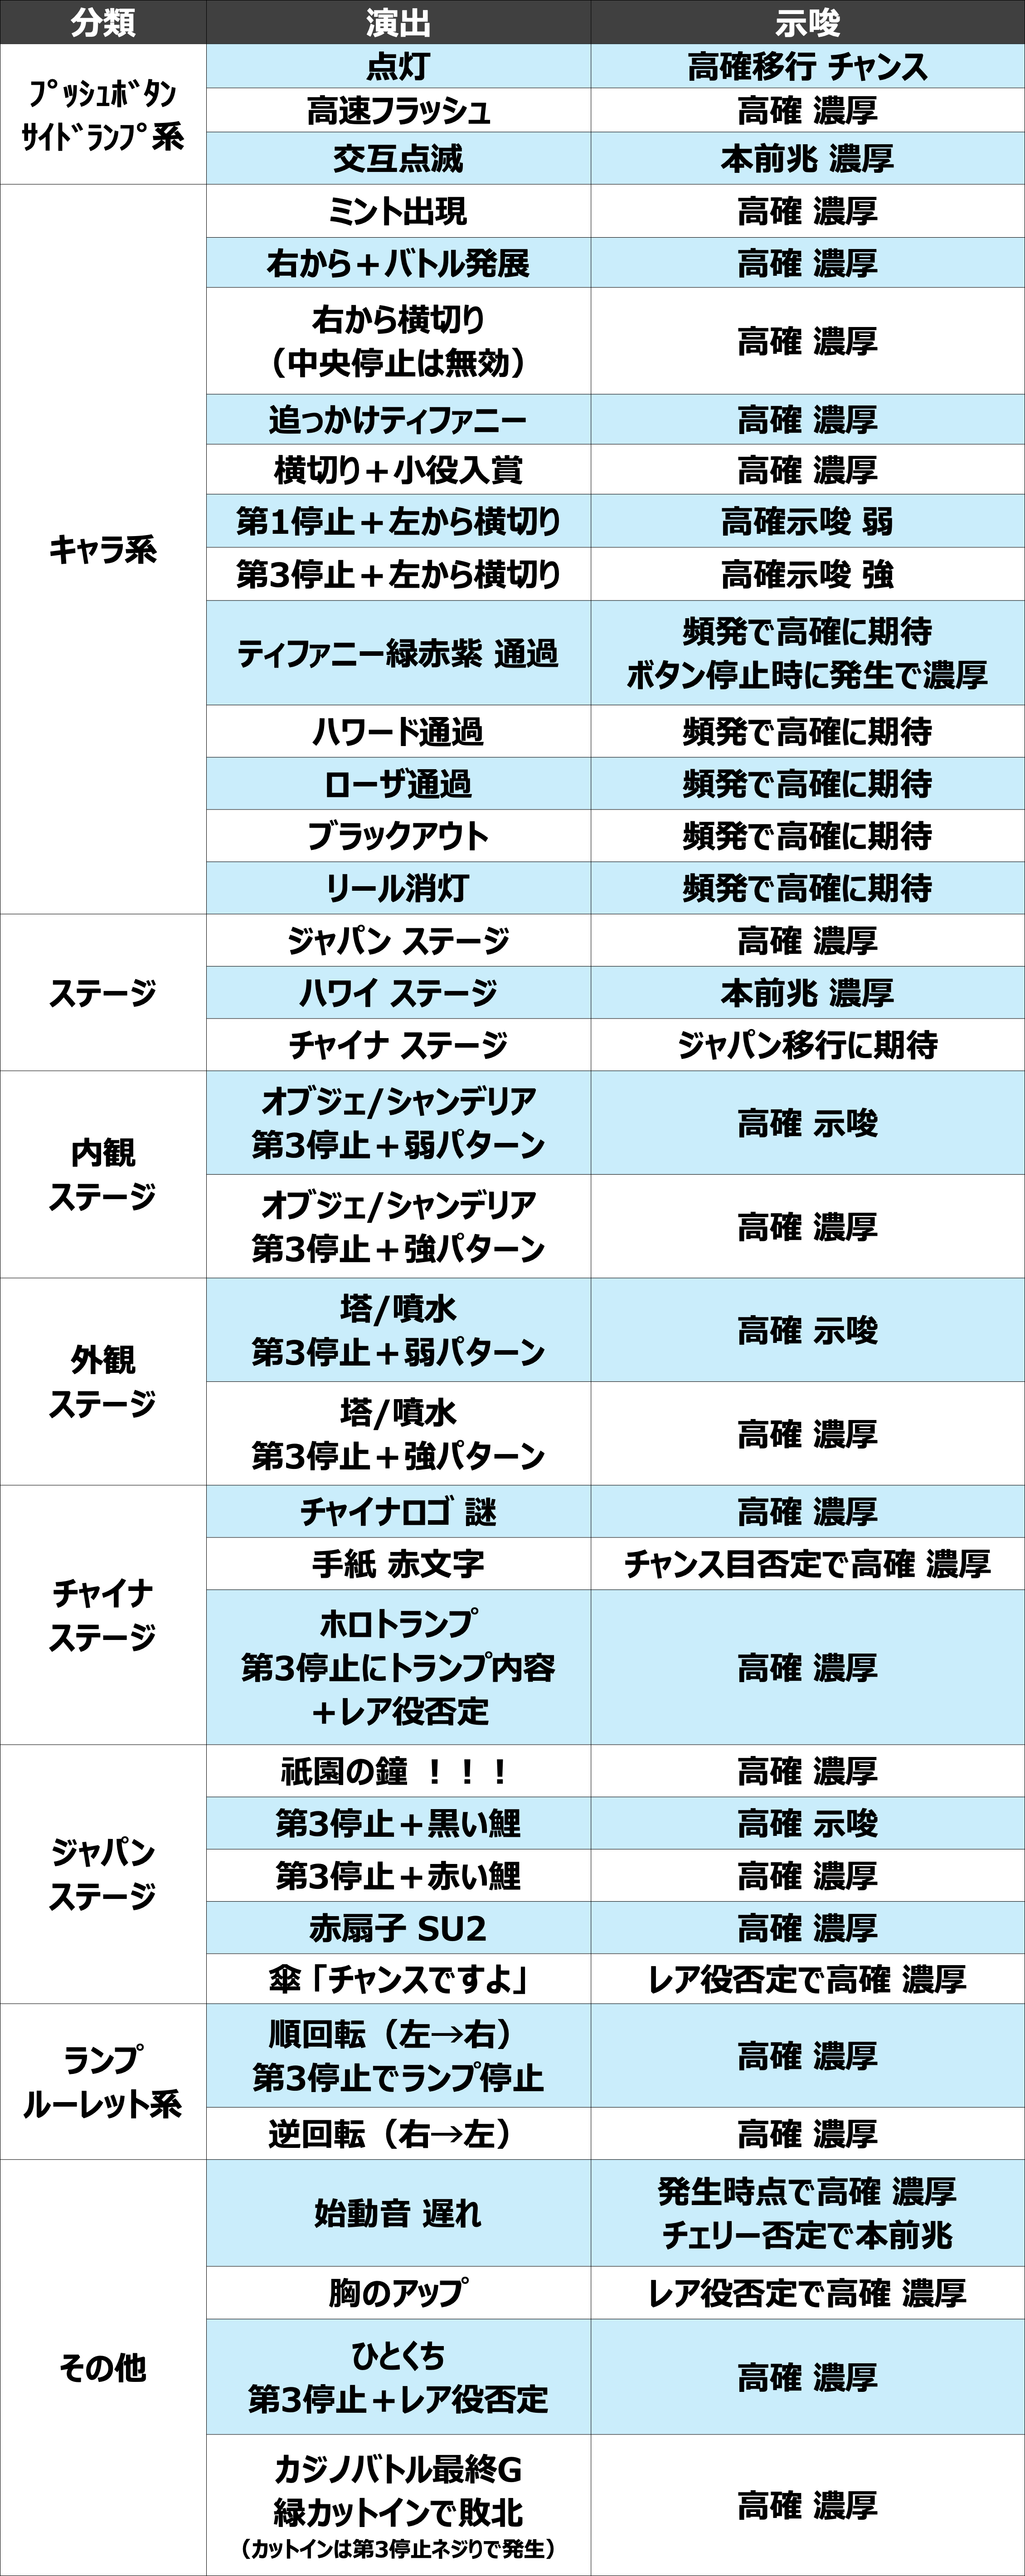 分類 演出 示唆
ﾌﾟｯｼｭﾎﾞﾀﾝ
ｻｲﾄﾞﾗﾝﾌﾟ系
点灯 高確移行 チャンス
高速フラッシュ 高確 濃厚
交互点滅 本前兆 濃厚
キャラ系
ミント出現 高確 濃厚
右から＋バトル発展 高確 濃厚
右から横切り
（中央停止は無効）
高確 濃厚
追っかけティファニー 高確 濃厚
横切り＋小役入賞 高確 濃厚
第1停止＋左から横切り 高確示唆 弱
第3停止＋左から横切り 高確示唆 強
ティファニー緑赤紫 通過
頻発で高確に期待
ボタン停止時に発生で濃厚
ハワード通過 頻発で高確に期待
ローザ通過 頻発で高確に期待
ブラックアウト 頻発で高確に期待
リール消灯 頻発で高確に期待
ステージ
ジャパン ステージ 高確 濃厚
ハワイ ステージ 本前兆 濃厚
チャイナ ステージ ジャパン移行に期待
内観
ステージ
オブジェ/シャンデリア
第3停止＋弱パターン
高確 示唆
オブジェ/シャンデリア
第3停止＋強パターン
高確 濃厚
外観
ステージ
塔/噴水
第3停止＋弱パターン
高確 示唆
塔/噴水
第3停止＋強パターン
高確 濃厚
チャイナ
ステージ
チャイナロゴ 謎 高確 濃厚
手紙 赤文字 チャンス目否定で高確 濃厚
ホロトランプ
第3停止にトランプ内容
＋レア役否定
高確 濃厚
ジャパン
ステージ
祇園の鐘 ！！！ 高確 濃厚
第3停止＋黒い鯉 高確 示唆
第3停止＋赤い鯉 高確 濃厚
赤扇子 SU2 高確 濃厚
傘「チャンスですよ」 レア役否定で高確 濃厚
ランプ
ルーレット系
順回転（左→右）
第3停止でランプ停止
高確 濃厚
逆回転（右→左） 高確 濃厚
その他
始動音 遅れ
発生時点で高確 濃厚
チェリー否定で本前兆
胸のアップ レア役否定で高確 濃厚
ひとくち
第3停止＋レア役否定
高確 濃厚
カジノバトル最終G
緑カットインで敗北
（カットインは第3停止ネジりで発生）
高確 濃厚